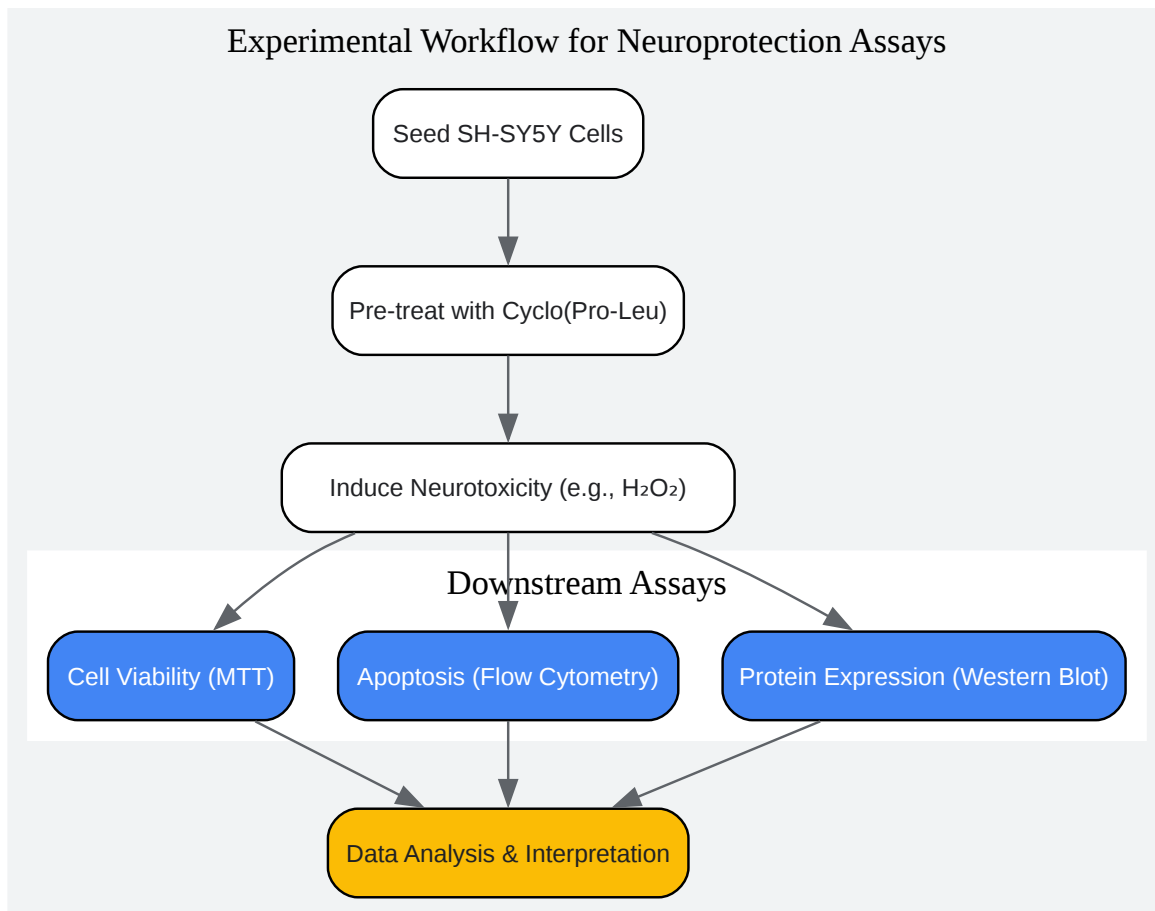 Experimental Workflow for Neuroprotection Assays
Seed SH-SY5Y Cells
Pre-treat with Cyclo(Pro-Leu)
Induce Neurotoxicity (e.g., H₂O₂)
Downstream Assays
Cell Viability (MTT)
Apoptosis (Flow Cytometry)
Protein Expression (Western Blot)
Data Analysis & Interpretation